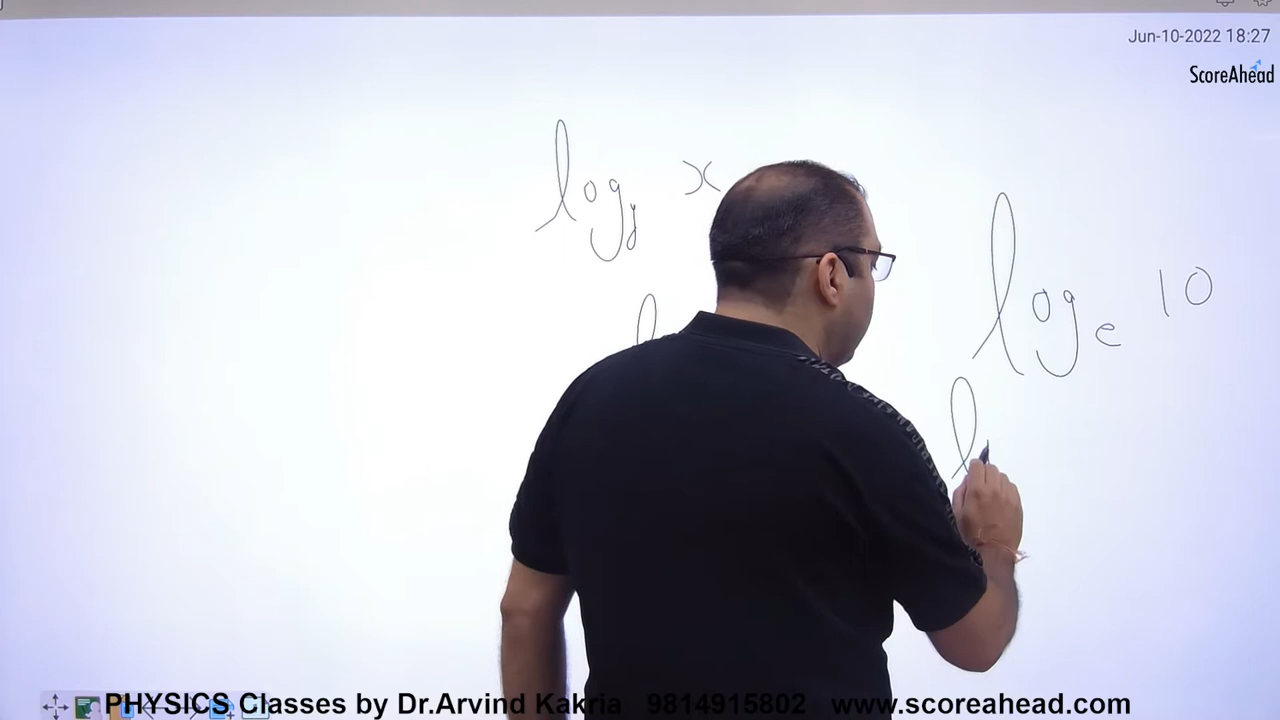 Jun-10-2022 18:27
ScoreAhead
log_y x
log_e 10
l
PHYSICS Classes by Dr.Arvind Kakria 9814915802 www.scoreahead.com